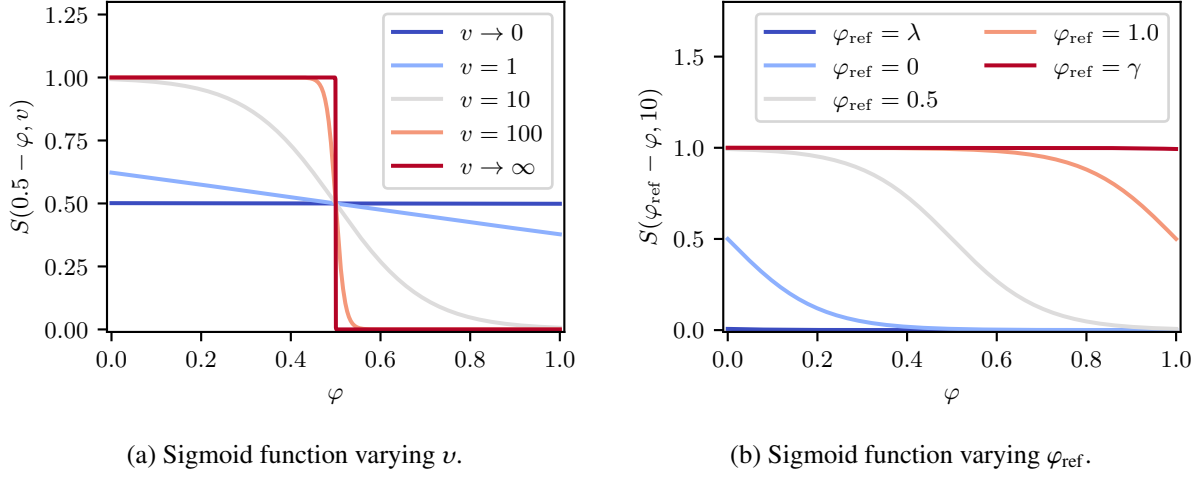 1.25
1.00
0.75
0.50
0.25
0.00
S(0.5 − φ, v)
v → 0
v = 1
v = 10
v = 100
v → ∞
0.0 0.2 0.4 0.6 0.8 1.0
φ
(a) Sigmoid function varying υ.
1.5
1.0
0.5
0.0
S(φref − φ, 10)
φref = λ
φref = 0
φref = 0.5
φref = 1.0
φref = γ
0.0 0.2 0.4 0.6 0.8 1.0
φ
(b) Sigmoid function varying φref.